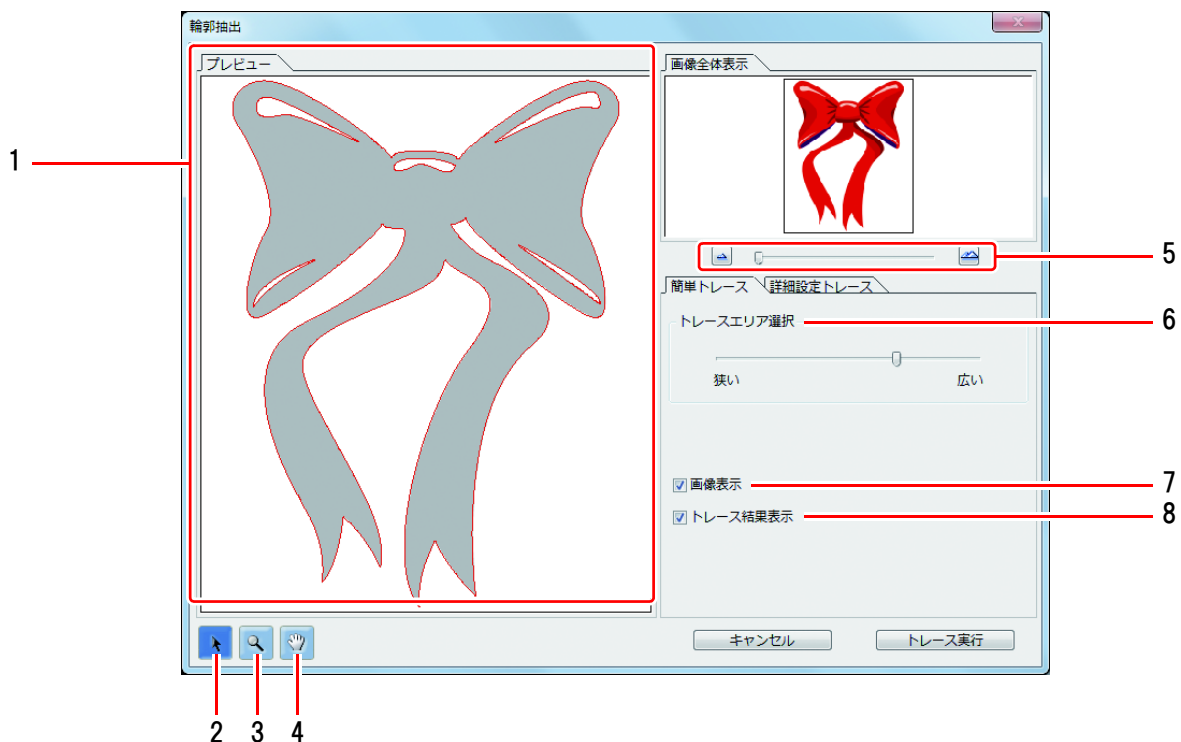 輪郭抽出
プレビュー
画像全体表示
1
5
簡単トレース
詳細設定トレース
トレースエリア選択
6
狭い
広い
画像表示
7
トレース結果表示
8
キャンセル
トレース実行
2
3
4